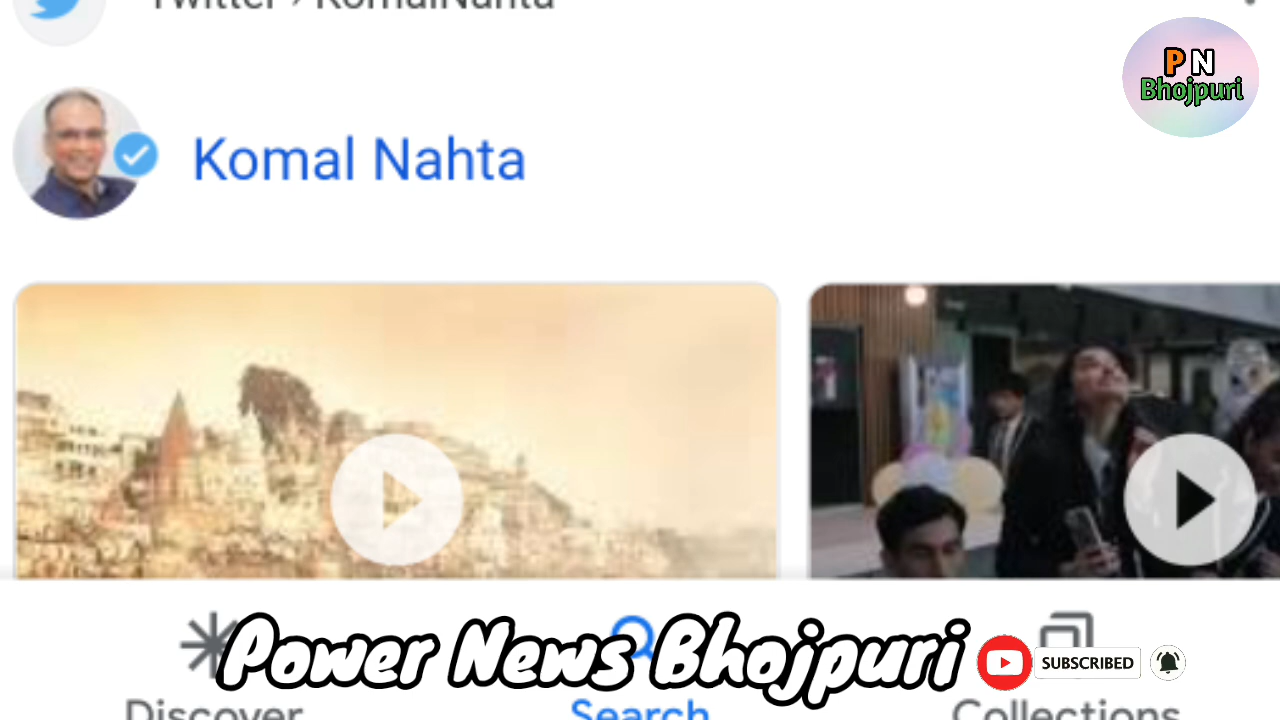 Twitter › KomalNahta
P N
Bhojpuri
Komal Nahta
Power News Bhojpuri
SUBSCRIBED
Discover
Search
Collections